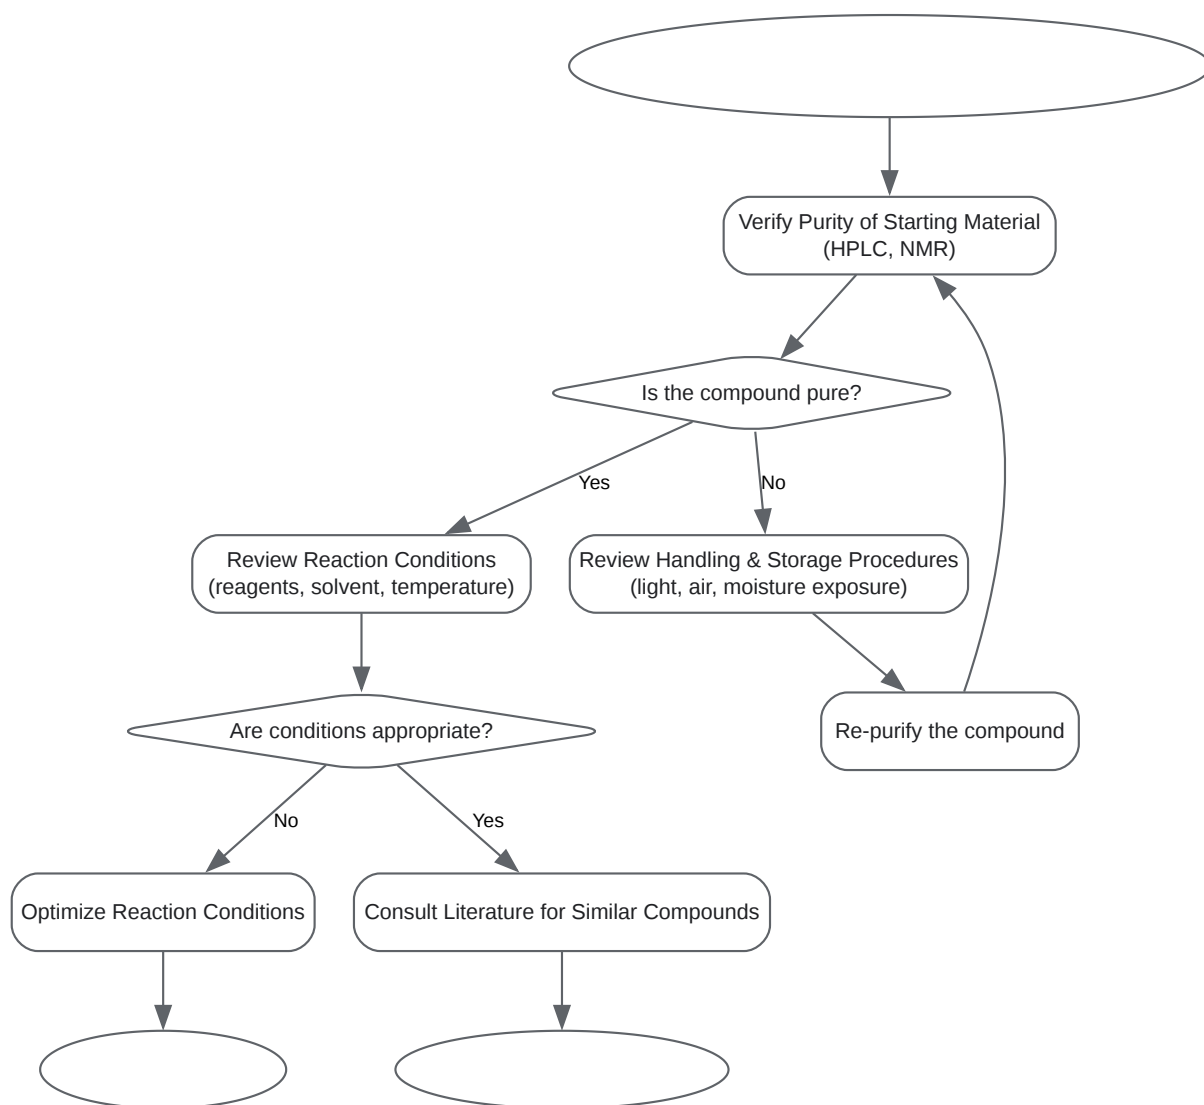 Verify Purity of Starting Material
(HPLC, NMR)
Is the compound pure?
Yes
No
Review Reaction Conditions
(reagents, solvent, temperature)
Review Handling & Storage Procedures
(light, air, moisture exposure)
Are conditions appropriate?
Re-purify the compound
No
Yes
Optimize Reaction Conditions
Consult Literature for Similar Compounds